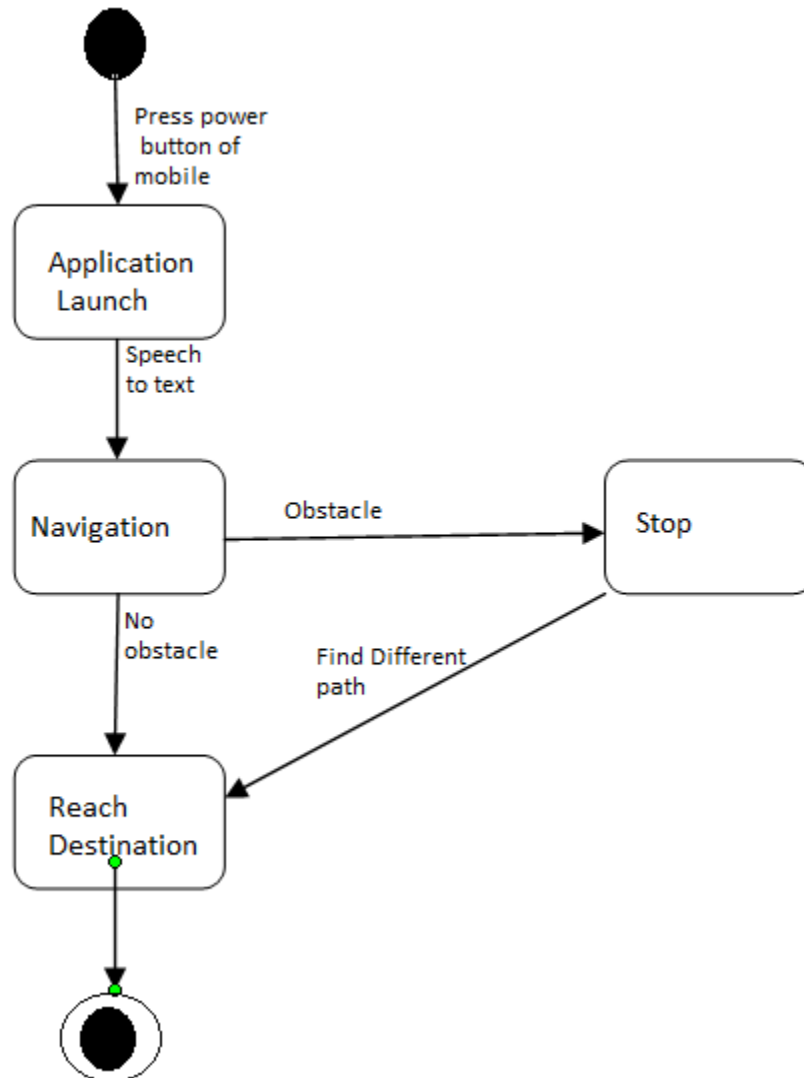 Press power
button of
mobile
Application
Launch
Speech
to text
Navigation
Obstacle
Stop
No
obstacle
Find Different
path
Reach
Destination